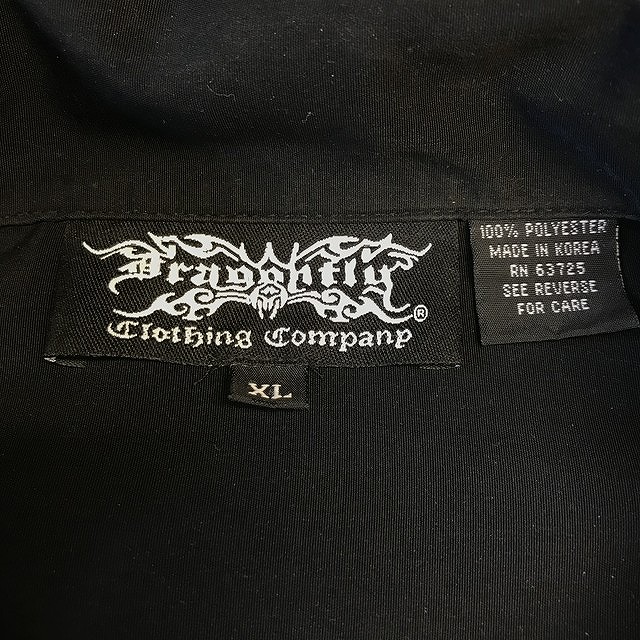 Dragonfly
®
Clothing Company
XL
100% POLYESTER
MADE IN KOREA
RN 63725
SEE REVERSE
FOR CARE